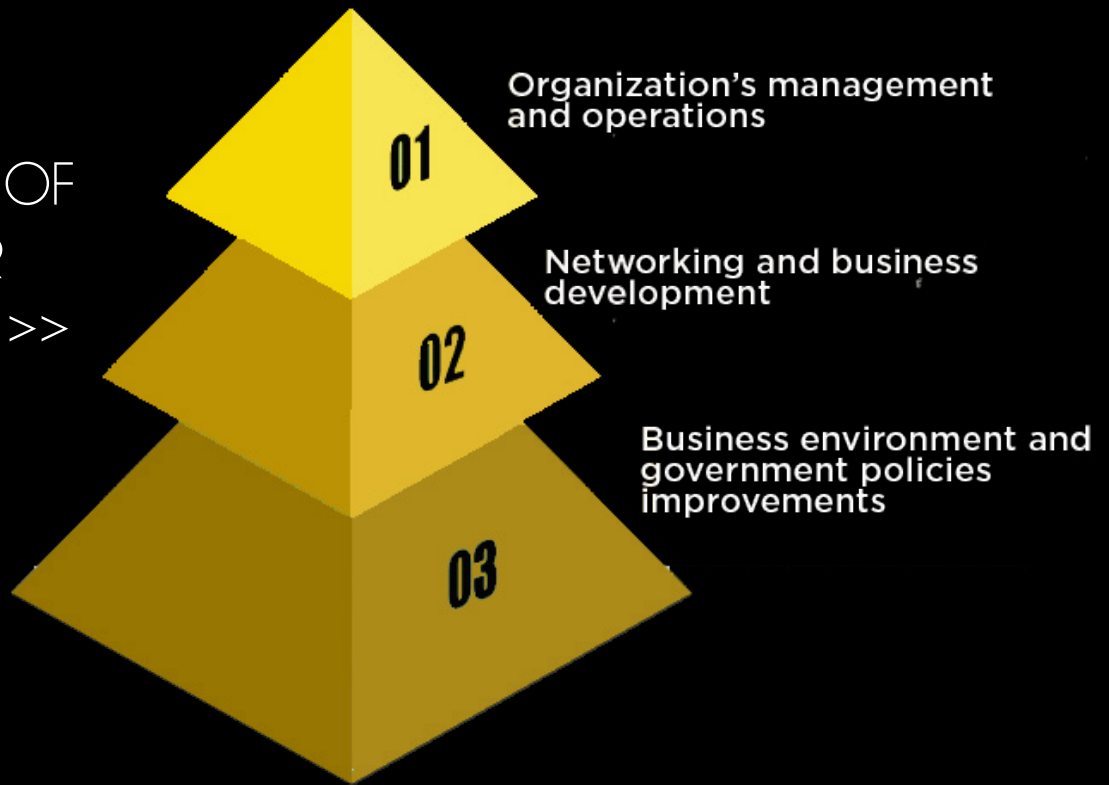 OF
>>
01
Organization's management
and operations
02
Networking and business
development
03
Business environment and
government policies
improvements